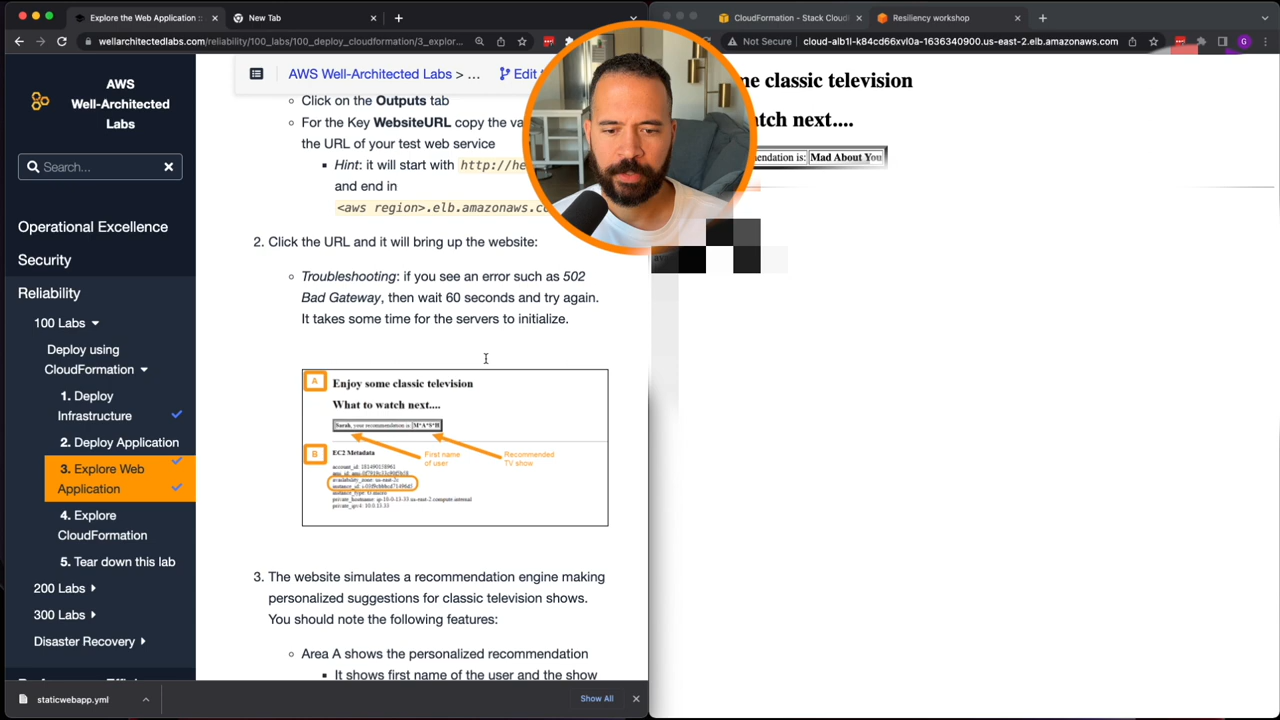 Explore the Web Application ::
New Tab
CloudFormation - Stack Cloudf
Resiliency workshop
wellarchitectedlabs.com/reliability/100_labs/100_deploy_cloudformation/3_explor...
Not Secure
cloud-alb1l-k84cd66xvl0a-1636340900.us-east-2.elb.amazonaws.com
AWS
Well-Architected
Labs
Search...
Operational Excellence
Security
Reliability
100 Labs
Deploy using
CloudFormation
1. Deploy
Infrastructure
2. Deploy Application
3. Explore Web
Application
4. Explore
CloudFormation
5. Tear down this lab
200 Labs
300 Labs
Disaster Recovery
AWS Well-Architected Labs > ...
Edit
Click on the Outputs tab
For the Key WebsiteURL copy the va
the URL of your test web service
Hint: it will start with http://he
and end in
<aws region>.elb.amazonaws.co
2. Click the URL and it will bring up the website:
Troubleshooting: if you see an error such as 502
Bad Gateway, then wait 60 seconds and try again.
It takes some time for the servers to initialize.
A
Enjoy some classic television
What to watch next....
Sarah, your recommendation is: M*A*S*H
B
EC2 Metadata
First name
of user
Recommended
TV show
3. The website simulates a recommendation engine making
personalized suggestions for classic television shows.
You should note the following features:
Area A shows the personalized recommendation
It shows first name of the user and the show
ne classic television
atch next....
endation is: Mad About You
staticwebapp.yml
Show All